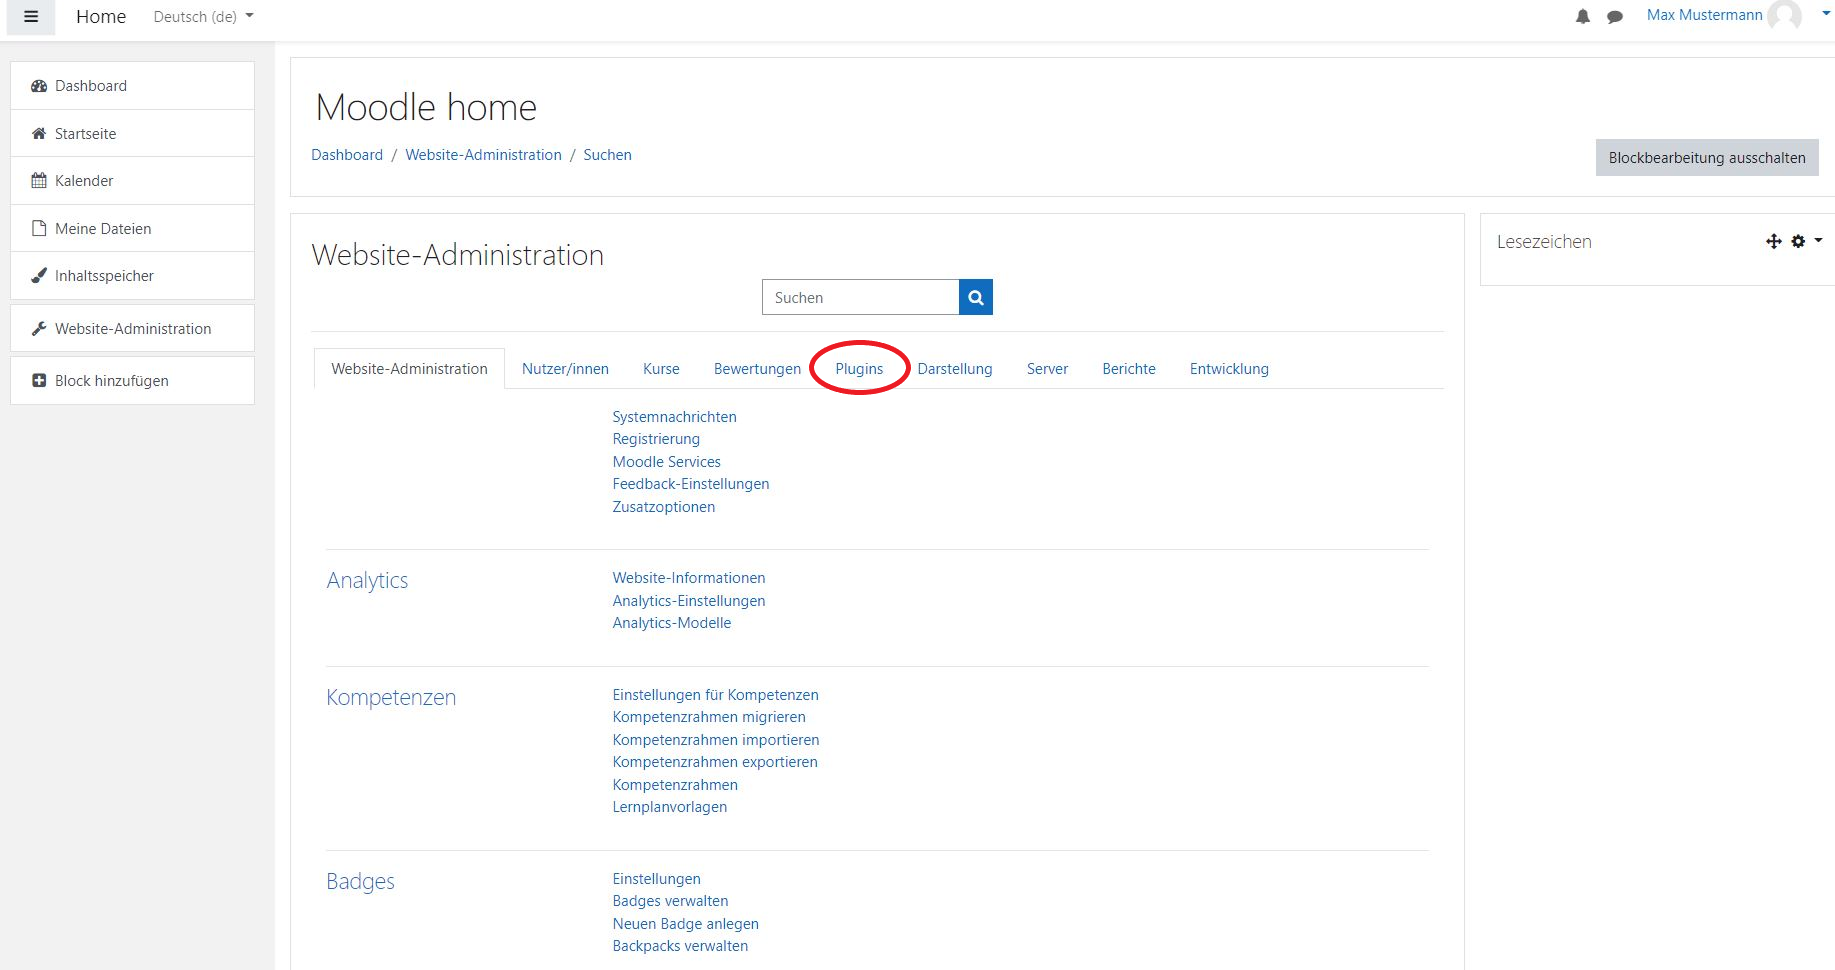 Home Deutsch (de) Max Mustermann
Dashboard
Startseite
Kalender
Meine Dateien
Inhaltsspeicher
Website-Administration
Block hinzufügen
Moodle home
Dashboard / Website-Administration / Suchen
Blockbearbeitung ausschalten
Website-Administration
Suchen
Website-Administration Nutzer/innen Kurse Bewertungen Plugins Darstellung Server Berichte Entwicklung
Systemnachrichten
Registrierung
Moodle Services
Feedback-Einstellungen
Zusatzoptionen
Analytics
Website-Informationen
Analytics-Einstellungen
Analytics-Modelle
Kompetenzen
Einstellungen für Kompetenzen
Kompetenzrahmen migrieren
Kompetenzrahmen importieren
Kompetenzrahmen exportieren
Kompetenzrahmen
Lernplanvorlagen
Badges
Einstellungen
Badges verwalten
Neuen Badge anlegen
Backpacks verwalten
Lesezeichen